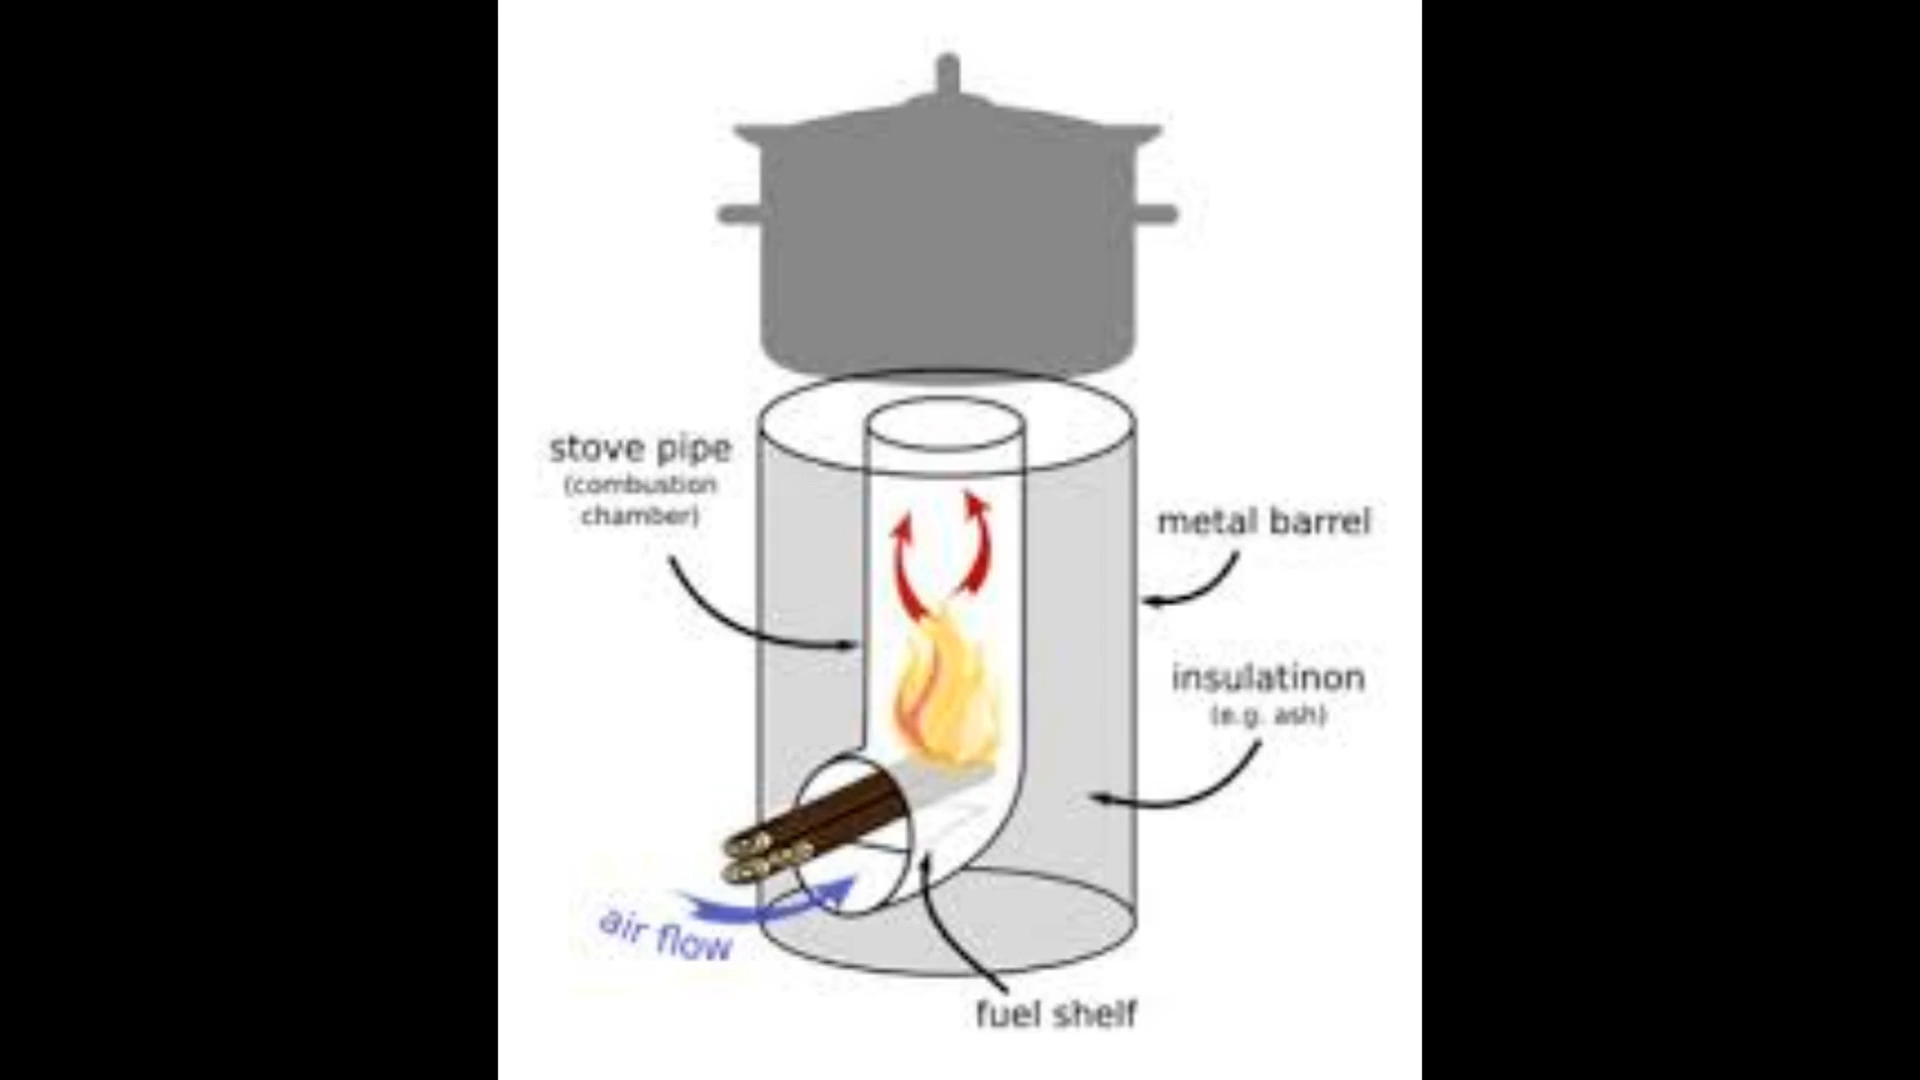 stove pipe
(combustion
chamber)
metal barrel
insulatinon
(e.g. ash)
air flow
fuel shelf